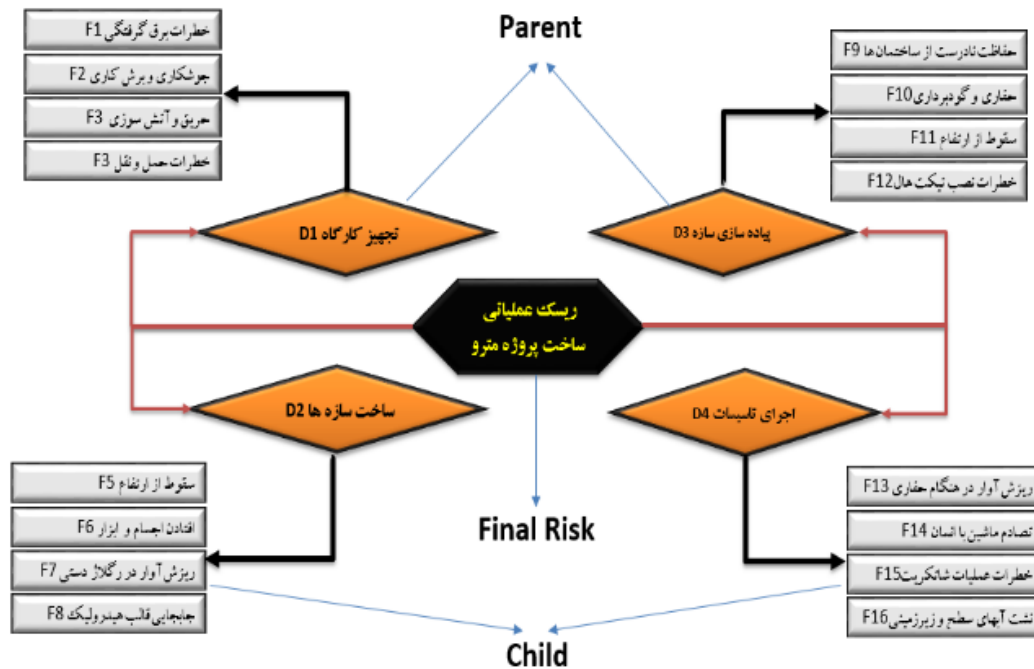 Parent
خطرات برق گرفتگی F1
جوشکاری و برش کاری F2
حریق و آتش سوزی F3
خطرات حمل و نقل F3
حفاظت نادرست از ساختمان ها F9
حفاری و گودبرداری F10
سقوط از ارتفاع F11
خطرات نصب تیکت هال F12
تجهیز کارگاه D1
پیاده سازی سازه D3
ریسک عملیاتی
ساخت پروژه مترو
ساخت سازه ها D2
اجرای تاسیسات D4
سقوط از ارتفاع F5
افتادن اجسام و ابزار F6
ریزش آوار در رگلاژ دستی F7
جابجایی قالب هیدرولیک F8
Final Risk
ریزش آوار در هنگام حفاری F13
تصادم ماشین با انسان F14
خطرات عملیات شاتکریت F15
نشت آبهای سطح و زیرزمینی F16
Child